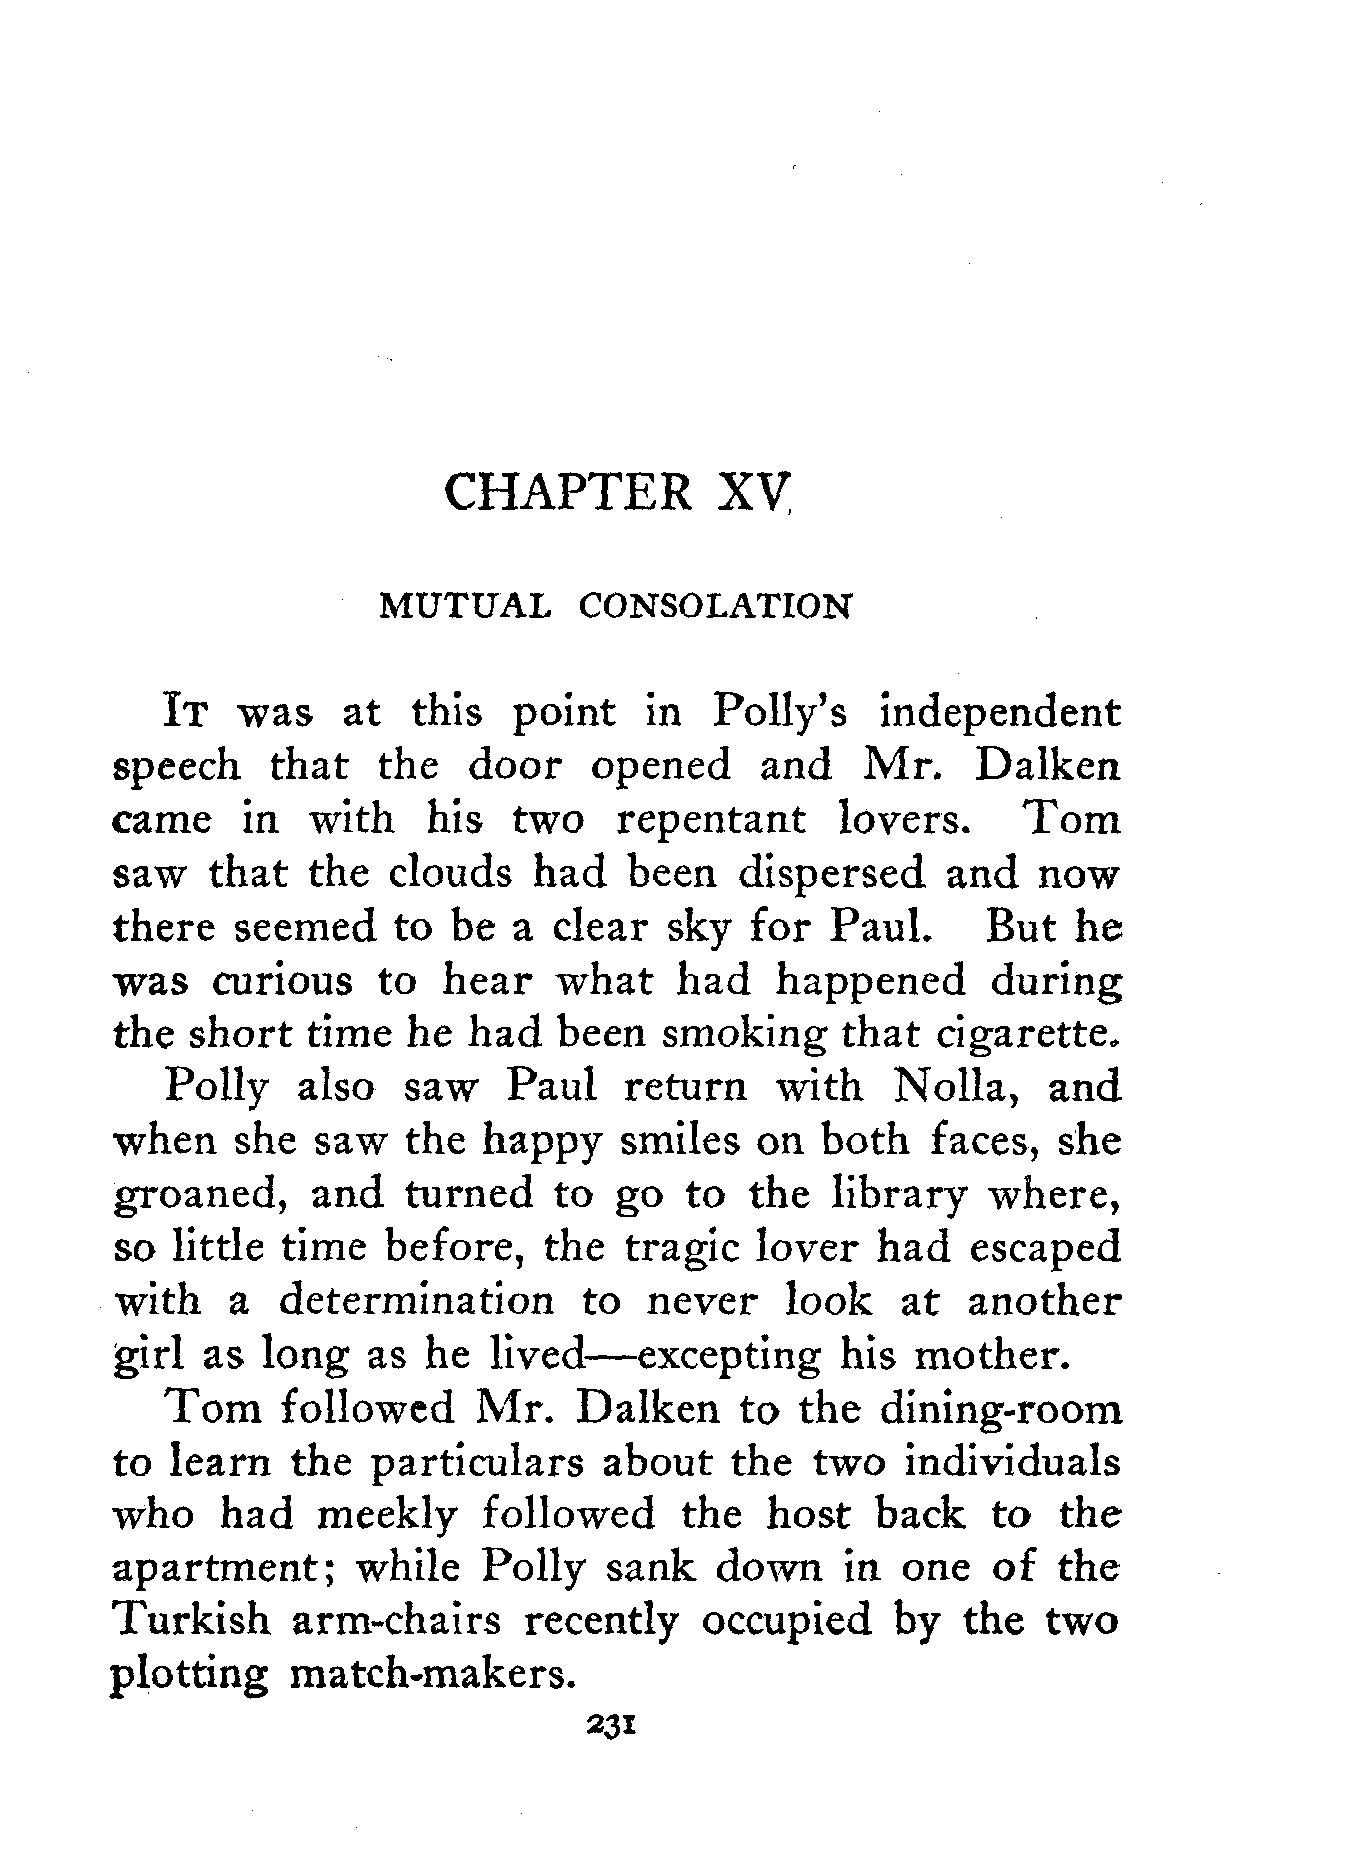 CHAPTER XV
MUTUAL CONSOLATION
It was at this point in Polly's independent
speech that the door opened and Mr. Dalken
came in with his two repentant lovers. Tom
saw that the clouds had been dispersed and now
there seemed to be a clear sky for Paul. But he
was curious to hear what had happened during
the short time he had been smoking that cigarette.
Polly also saw Paul return with Nolla, and
when she saw the happy smiles on both faces, she
groaned, and turned to go to the library where,
so little time before, the tragic lover had escaped
with a determination to never look at another
girl as long as he lived—excepting his mother.
Tom followed Mr. Dalken to the dining-room
to learn the particulars about the two individuals
who had meekly followed the host back to the
apartment; while Polly sank down in one of the
Turkish arm-chairs recently occupied by the two
plotting match-makers.
231